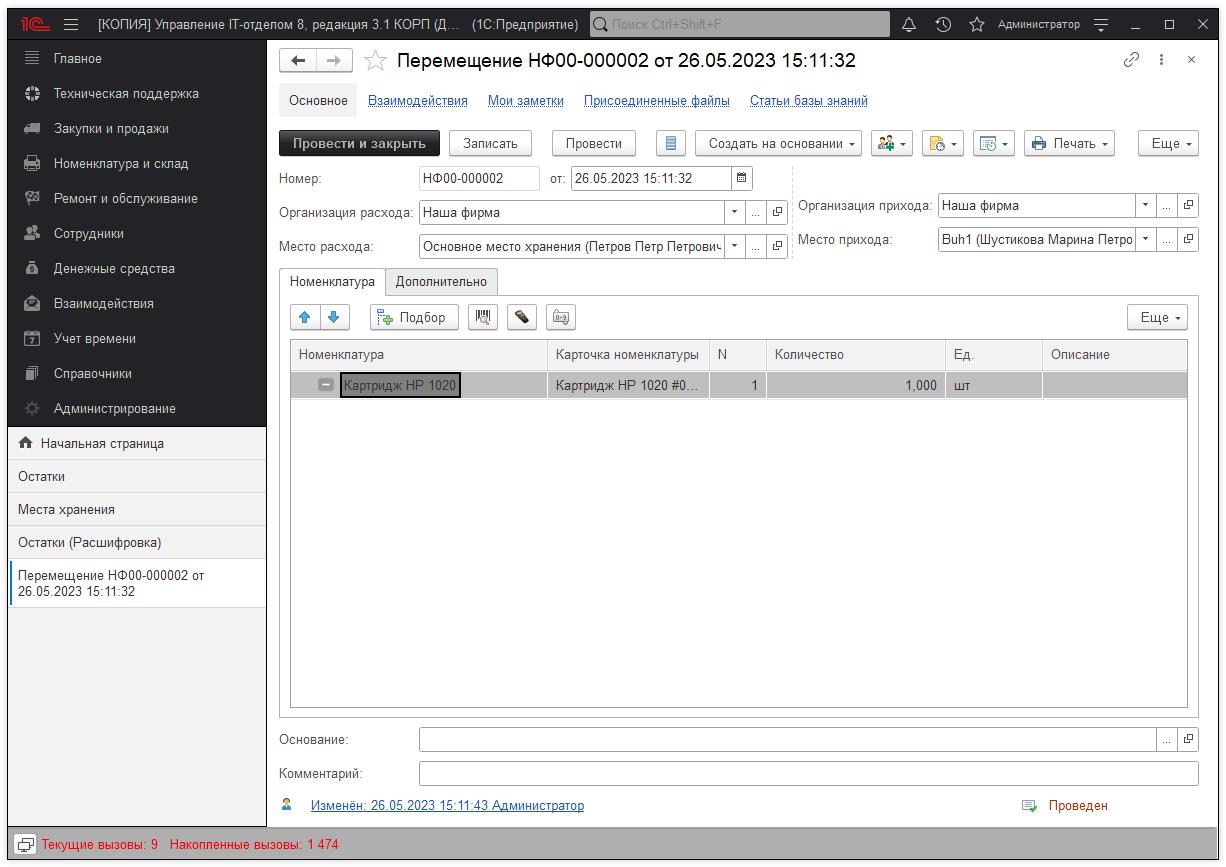 1С [КОПИЯ] Управление IT-отделом 8, редакция 3.1 КОРП (Д... (1С:Предприятие) Поиск Ctrl+Shift+F Администратор
Главное
Техническая поддержка
Закупки и продажи
Номенклатура и склад
Ремонт и обслуживание
Сотрудники
Денежные средства
Взаимодействия
Учет времени
Справочники
Администрирование
Начальная страница
Остатки
Места хранения
Остатки (Расшифровка)
Перемещение НФ00-000002 от
26.05.2023 15:11:32
Перемещение НФ00-000002 от 26.05.2023 15:11:32
Основное Взаимодействия Мои заметки Присоединенные файлы Статьи базы знаний
Провести и закрыть Записать Провести Создать на основании Печать Еще
Номер: НФ00-000002 от: 26.05.2023 15:11:32
Организация расхода: Наша фирма
Организация прихода: Наша фирма
Место расхода: Основное место хранения (Петров Петр Петрович
Место прихода: Buh1 (Шустикова Марина Петро
Номенклатура Дополнительно
Подбор Еще
Номенклатура Карточка номенклатуры N Количество Ед. Описание
Картридж HP 1020 Картридж HP 1020 #0... 1 1,000 шт
Основание:
Комментарий:
Изменён: 26.05.2023 15:11:43 Администратор Проведен
Текущие вызовы: 9 Накопленные вызовы: 1 474